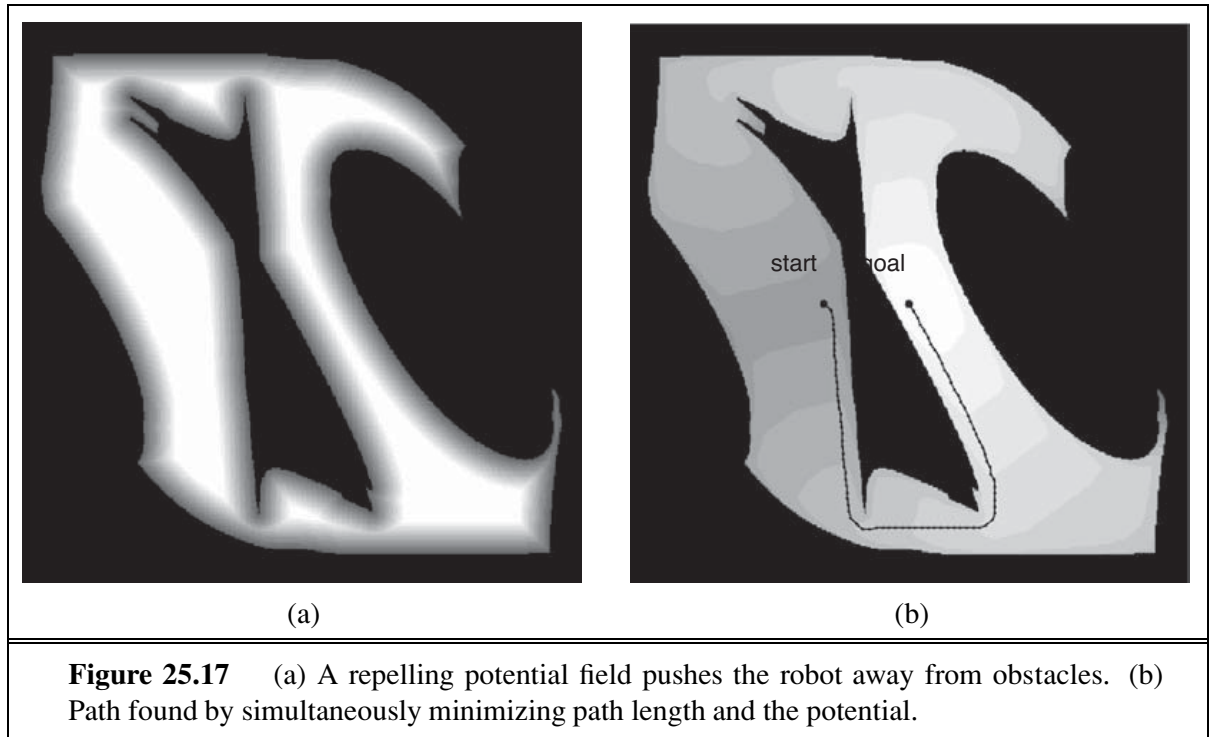 start goal
(a) (b)
Figure 25.17 (a) A repelling potential field pushes the robot away from obstacles. (b)
Path found by simultaneously minimizing path length and the potential.